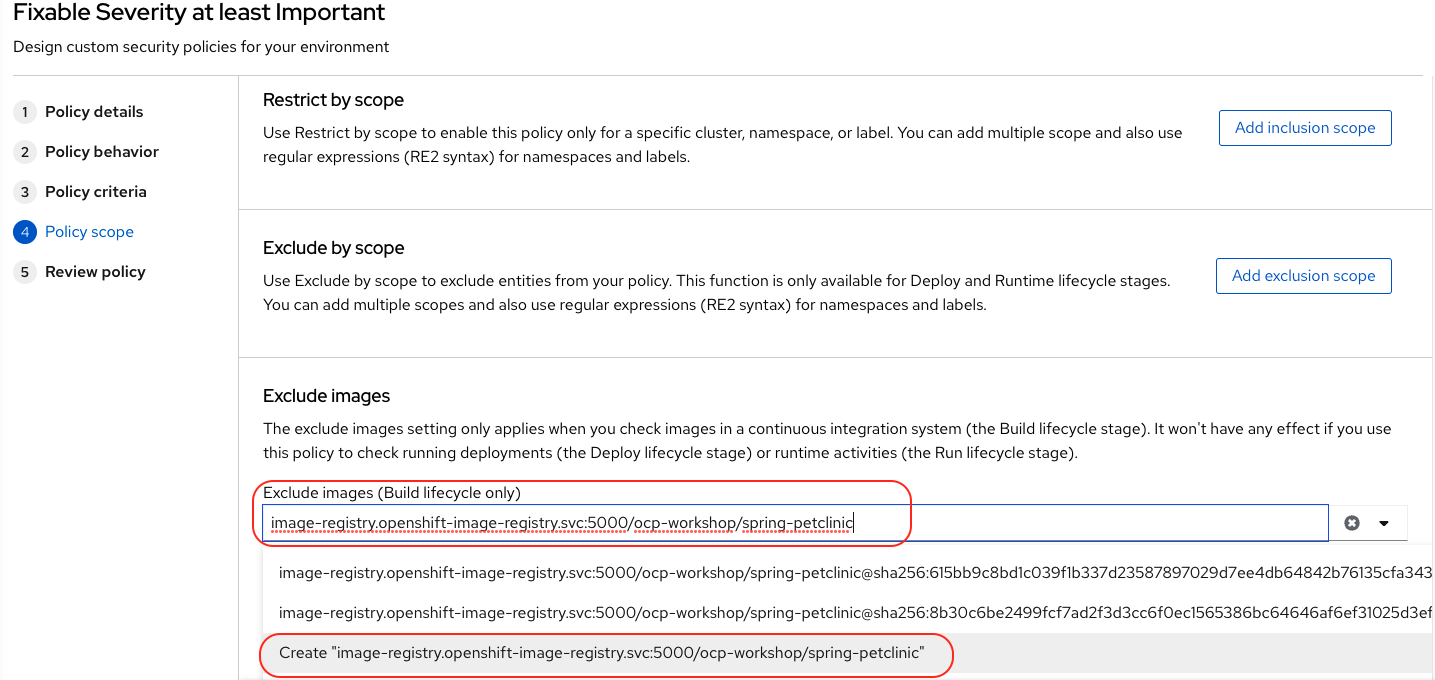 Fixable Severity at least Important
Design custom security policies for your environment
1 Policy details
2 Policy behavior
3 Policy criteria
4 Policy scope
5 Review policy
Restrict by scope
Use Restrict by scope to enable this policy only for a specific cluster, namespace, or label. You can add multiple scope and also use
regular expressions (RE2 syntax) for namespaces and labels.
Add inclusion scope
Exclude by scope
Use Exclude by scope to exclude entities from your policy. This function is only available for Deploy and Runtime lifecycle stages.
You can add multiple scopes and also use regular expressions (RE2 syntax) for namespaces and labels.
Add exclusion scope
Exclude images
The exclude images setting only applies when you check images in a continuous integration system (the Build lifecycle stage). It won't have any effect if you use
this policy to check running deployments (the Deploy lifecycle stage) or runtime activities (the Run lifecycle stage).
Exclude images (Build lifecycle only)
image-registry.openshift-image-registry.svc:5000/ocp-workshop/spring-petclinic
image-registry.openshift-image-registry.svc:5000/ocp-workshop/spring-petclinic@sha256:615bb9c8bd1c039f1b337d23587897029d7ee4db64842b76135cfa343
image-registry.openshift-image-registry.svc:5000/ocp-workshop/spring-petclinic@sha256:8b30c6be2499fcf7ad2f3d3cc6f0ec1565386bc64646af6ef31025d3ef
Create "image-registry.openshift-image-registry.svc:5000/ocp-workshop/spring-petclinic"